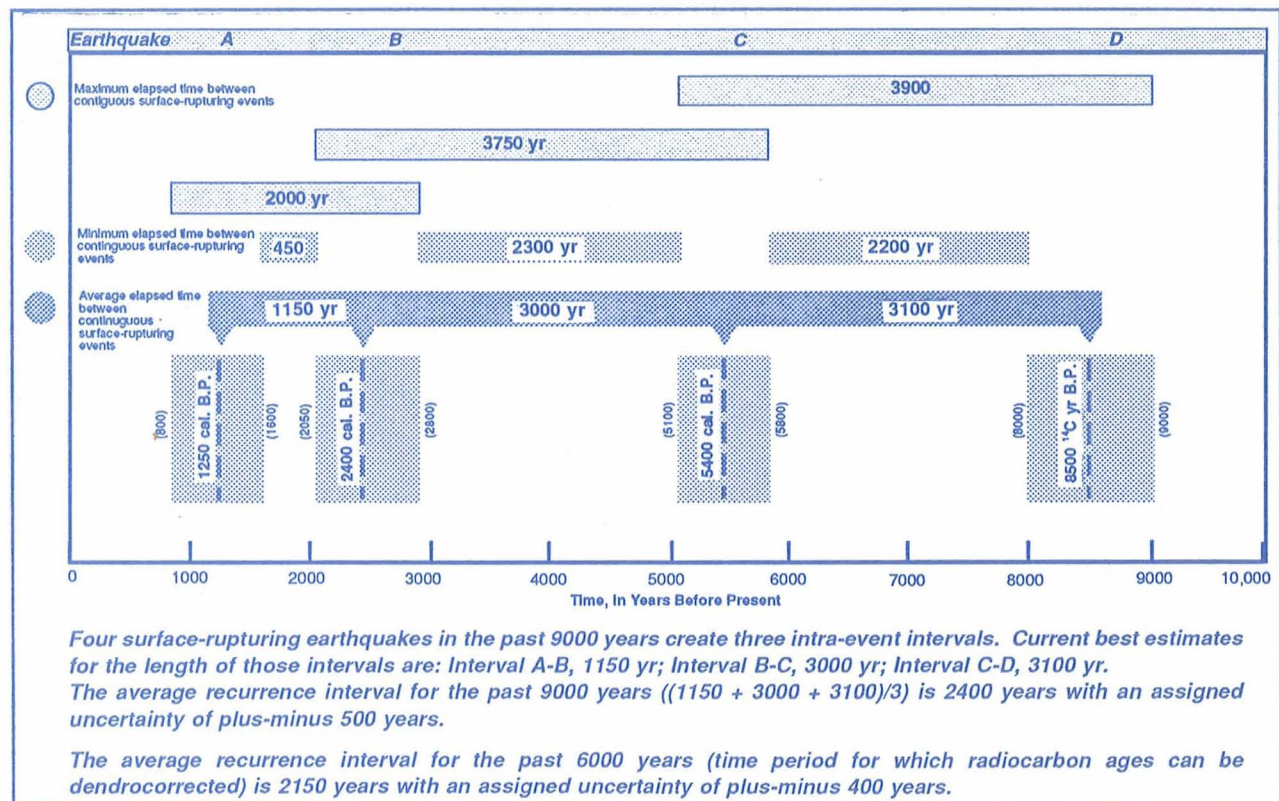 Earthquake A B C D
Maximum elapsed time between
contiguous surface-rupturing events
3900
3750 yr
2000 yr
Minimum elapsed time between
continguous surface-rupturing
events
450 2300 yr 2200 yr
Average elapsed time
between
continuguous
surface-rupturing
events
1150 yr 3000 yr 3100 yr
(800) 1250 cal. B.P. (1600) (2050) 2400 cal. B.P. (2800) (5100) 5400 cal. B.P. (5800) (8000) 8500 ¹⁴C yr B.P. (9000)
0 1000 2000 3000 4000 5000 6000 7000 8000 9000 10,000
Time, In Years Before Present
Four surface-rupturing earthquakes in the past 9000 years create three intra-event intervals. Current best estimates
for the length of those intervals are: Interval A-B, 1150 yr; Interval B-C, 3000 yr; Interval C-D, 3100 yr.
The average recurrence interval for the past 9000 years ((1150 + 3000 + 3100)/3) is 2400 years with an assigned
uncertainty of plus-minus 500 years.
The average recurrence interval for the past 6000 years (time period for which radiocarbon ages can be
dendrocorrected) is 2150 years with an assigned uncertainty of plus-minus 400 years.